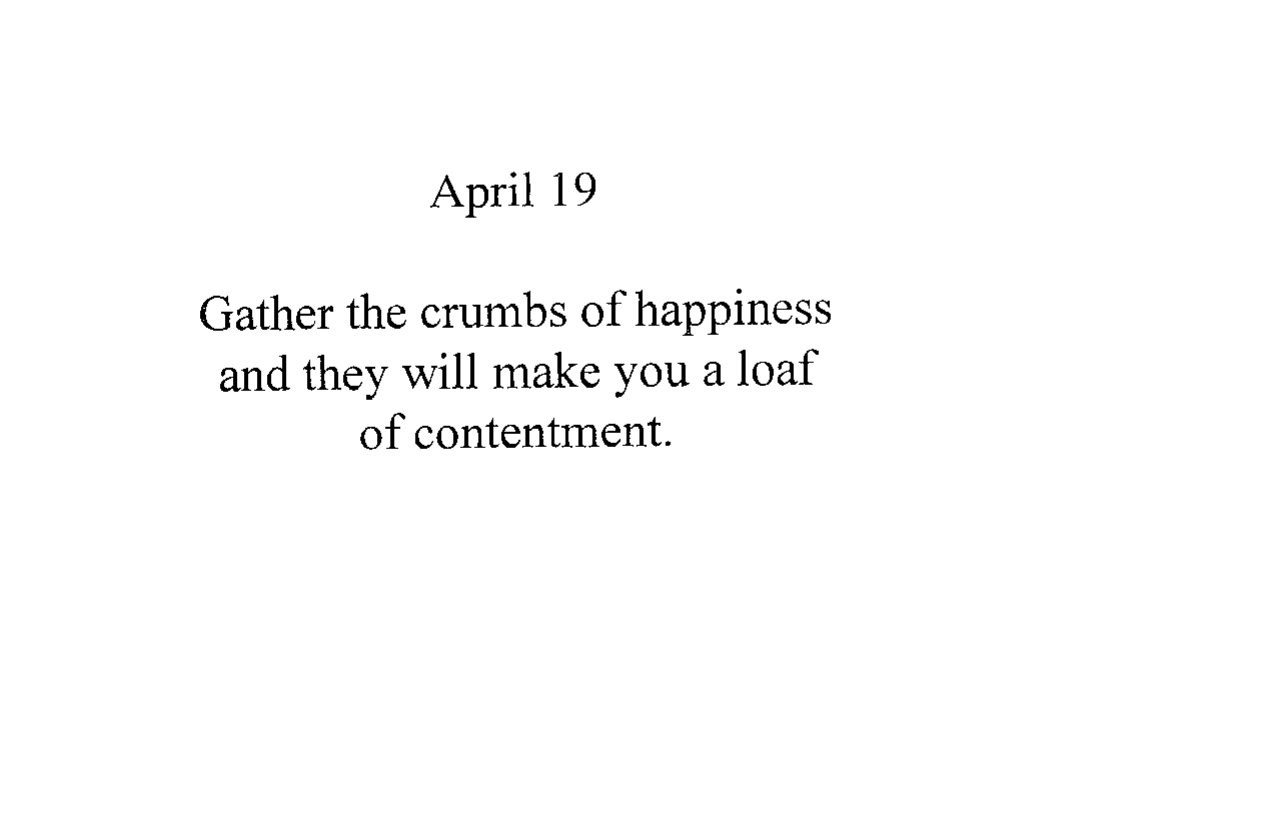 April 19
Gather the crumbs of happiness
and they will make you a loaf
of contentment.